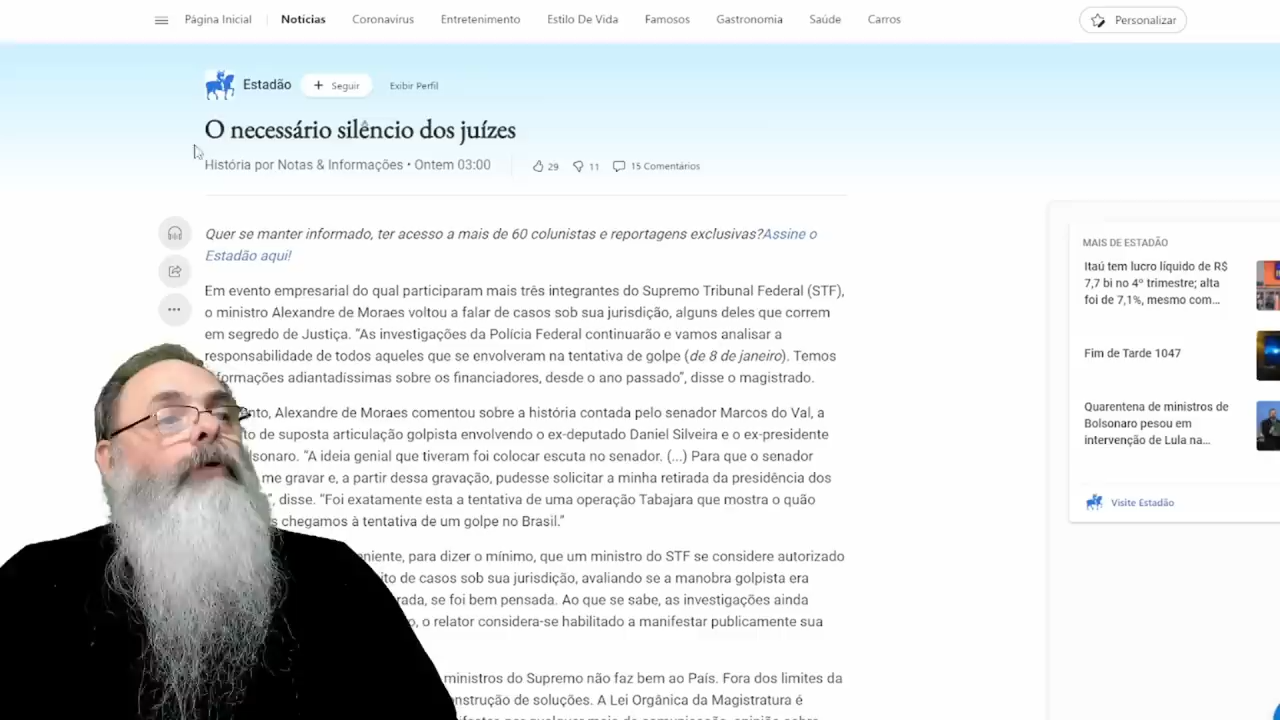 Página Inicial
Notícias
Coronavírus
Entretenimento
Estilo De Vida
Famosos
Gastronomia
Saúde
Carros
Personalizar
Estadão
Seguir
Exibir Perfil
O necessário silêncio dos juízes
História por Notas & Informações • Ontem 03:00
29
11
15 Comentários
Quer se manter informado, ter acesso a mais de 60 colunistas e reportagens exclusivas?Assine o
Estadão aqui!
Em evento empresarial do qual participaram mais três integrantes do Supremo Tribunal Federal (STF),
o ministro Alexandre de Moraes voltou a falar de casos sob sua jurisdição, alguns deles que correm
em segredo de Justiça. “As investigações da Polícia Federal continuarão e vamos analisar a
responsabilidade de todos aqueles que se envolveram na tentativa de golpe (de 8 de janeiro). Temos
formações adiantadíssimas sobre os financiadores, desde o ano passado”, disse o magistrado.
nto, Alexandre de Moraes comentou sobre a história contada pelo senador Marcos do Val, a
to de suposta articulação golpista envolvendo o ex-deputado Daniel Silveira e o ex-presidente
lsonaro. “A ideia genial que tiveram foi colocar escuta no senador. (...) Para que o senador
me gravar e, a partir dessa gravação, pudesse solicitar a minha retirada da presidência dos
”, disse. “Foi exatamente esta a tentativa de uma operação Tabajara que mostra o quão
s chegamos à tentativa de um golpe no Brasil.”
niente, para dizer o mínimo, que um ministro do STF se considere autorizado
ito de casos sob sua jurisdição, avaliando se a manobra golpista era
rada, se foi bem pensada. Ao que se sabe, as investigações ainda
o, o relator considera-se habilitado a manifestar publicamente sua
ministros do Supremo não faz bem ao País. Fora dos limites da
nstrução de soluções. A Lei Orgânica da Magistratura é
MAIS DE ESTADÃO
Itaú tem lucro líquido de R$
7,7 bi no 4º trimestre; alta
foi de 7,1%, mesmo com...
Fim de Tarde 1047
Quarentena de ministros de
Bolsonaro pesou em
intervenção de Lula na...
Visite Estadão